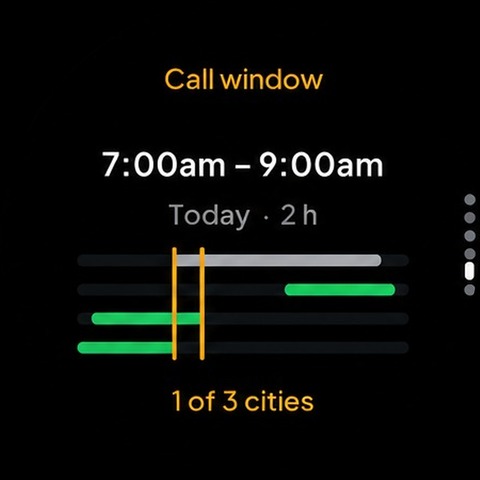 Call window
7:00am – 9:00am
Today · 2 h
1 of 3 cities